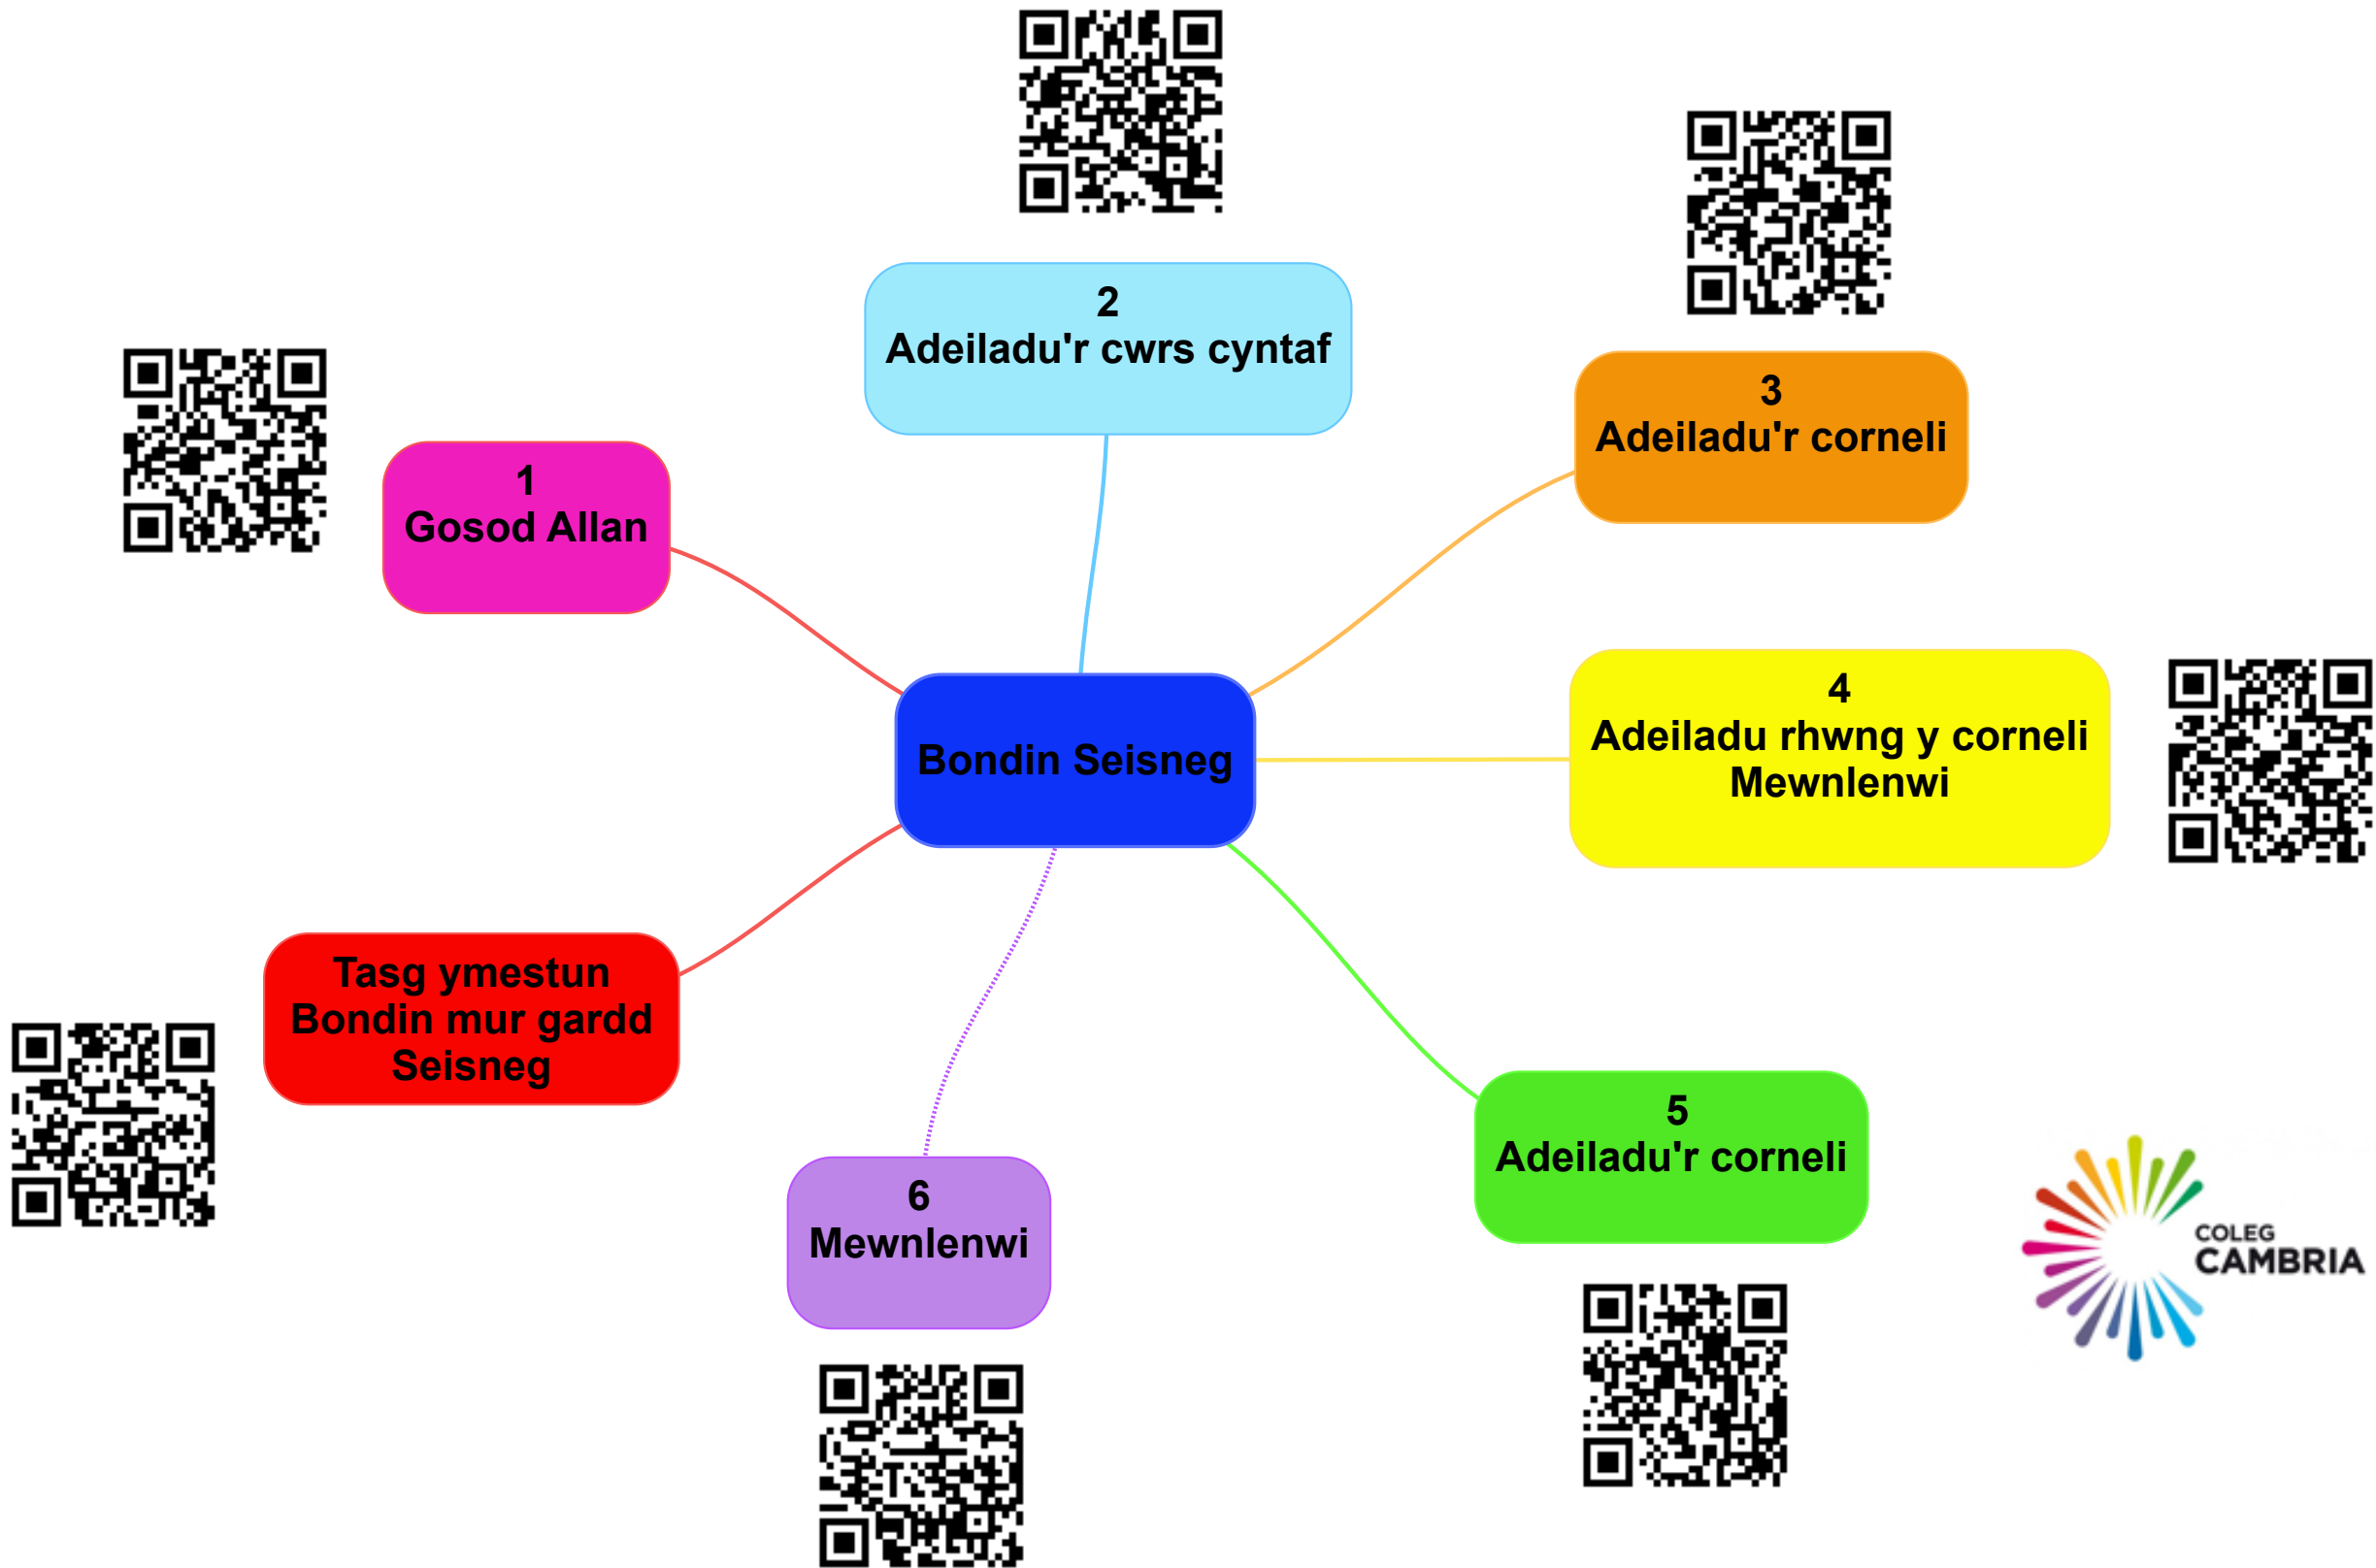 2
Adeiladu'r cwrs cyntaf
3
Adeiladu'r corneli
1
Gosod Allan
4
Adeiladu rhwng y corneli
Mewnlenwi
Bondin Seisneg
Tasg ymestun
Bondin mur gardd
Seisneg
5
Adeiladu'r corneli
6
Mewnlenwi
COLEG
CAMBRIA